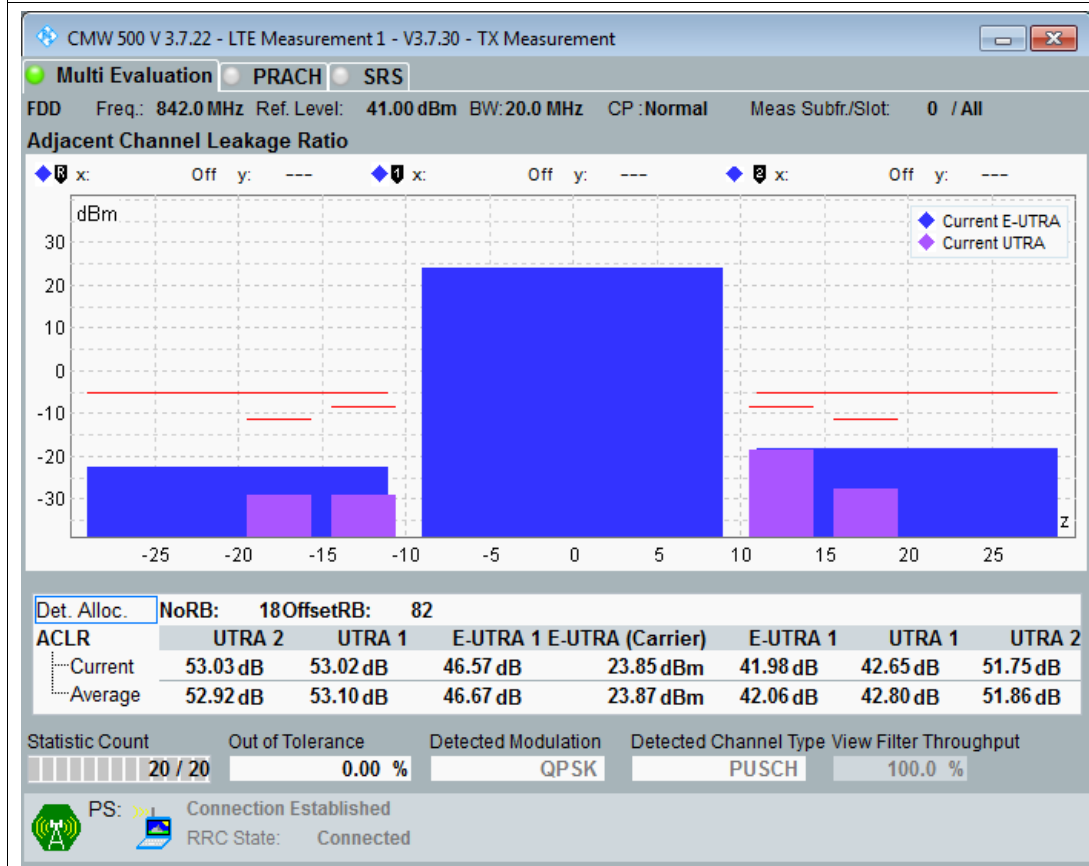 CMW 500 V 3.7.22 - LTE Measurement 1 - V3.7.30 - TX Measurement
Multi Evaluation PRACH SRS
FDD Freq.: 842.0 MHz Ref. Level: 41.00 dBm BW: 20.0 MHz CP : Normal Meas Subfr./Slot: 0 / All
Adjacent Channel Leakage Ratio
R x: Off y: --- 1 x: Off y: --- 2 x: Off y: ---
dBm
Current E-UTRA
Current UTRA
30
20
10
0
-10
-20
-30
z
-25 -20 -15 -10 -5 0 5 10 15 20 25
Det. Alloc. NoRB: 18 OffsetRB: 82
ACLR UTRA 2 UTRA 1 E-UTRA 1 E-UTRA (Carrier) E-UTRA 1 UTRA 1 UTRA 2
Current 53.03 dB 53.02 dB 46.57 dB 23.85 dBm 41.98 dB 42.65 dB 51.75 dB
Average 52.92 dB 53.10 dB 46.67 dB 23.87 dBm 42.06 dB 42.80 dB 51.86 dB
Statistic Count Out of Tolerance Detected Modulation Detected Channel Type View Filter Throughput
20 / 20 0.00 % QPSK PUSCH 100.0 %
PS: Connection Established
RRC State: Connected